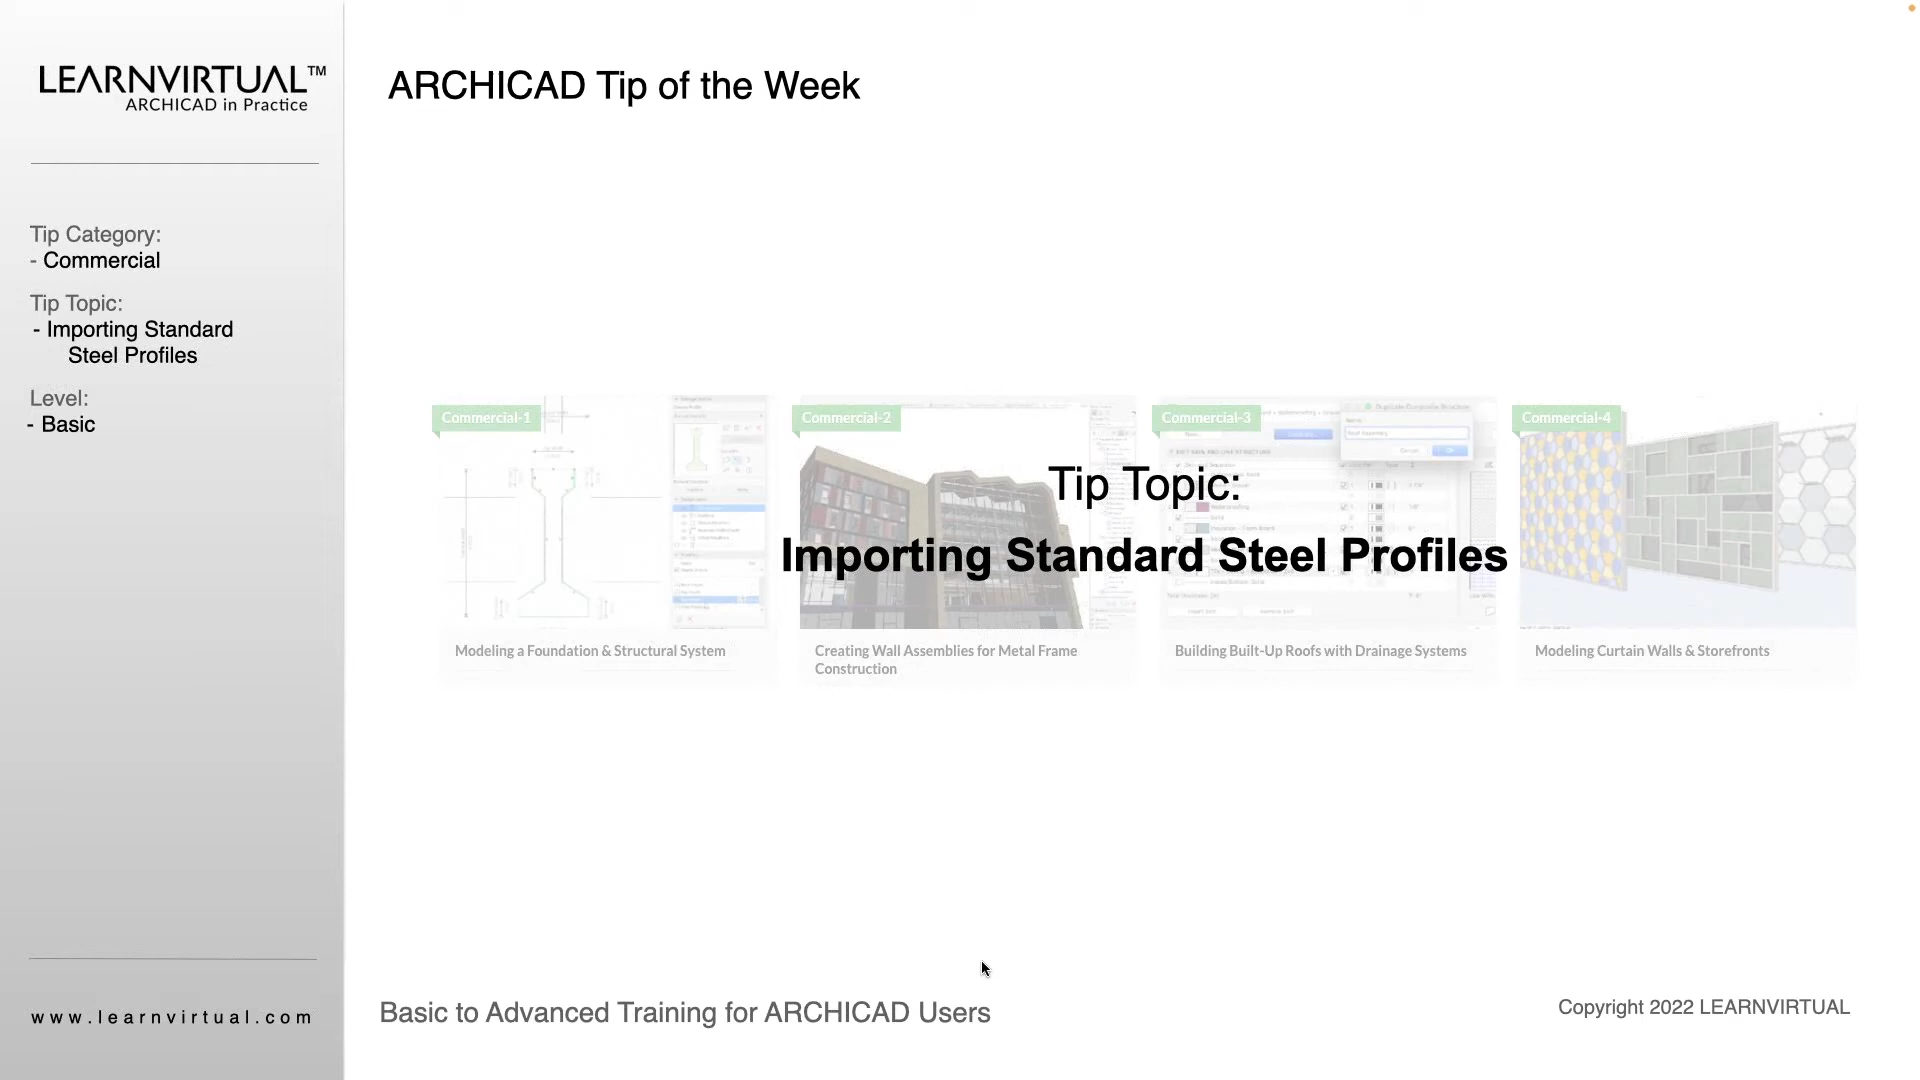 LEARNVIRTUAL™
ARCHICAD in Practice
Tip Category:
- Commercial
Tip Topic:
- Importing Standard
Steel Profiles
Level:
- Basic
www.learnvirtual.com
ARCHICAD Tip of the Week
Commercial-1
Commercial-2
Commercial-3
Commercial-4
Tip Topic:
Importing Standard Steel Profiles
Modeling a Foundation & Structural System
Creating Wall Assemblies for Metal Frame
Construction
Building Built-Up Roofs with Drainage Systems
Modeling Curtain Walls & Storefronts
Basic to Advanced Training for ARCHICAD Users
Copyright 2022 LEARNVIRTUAL